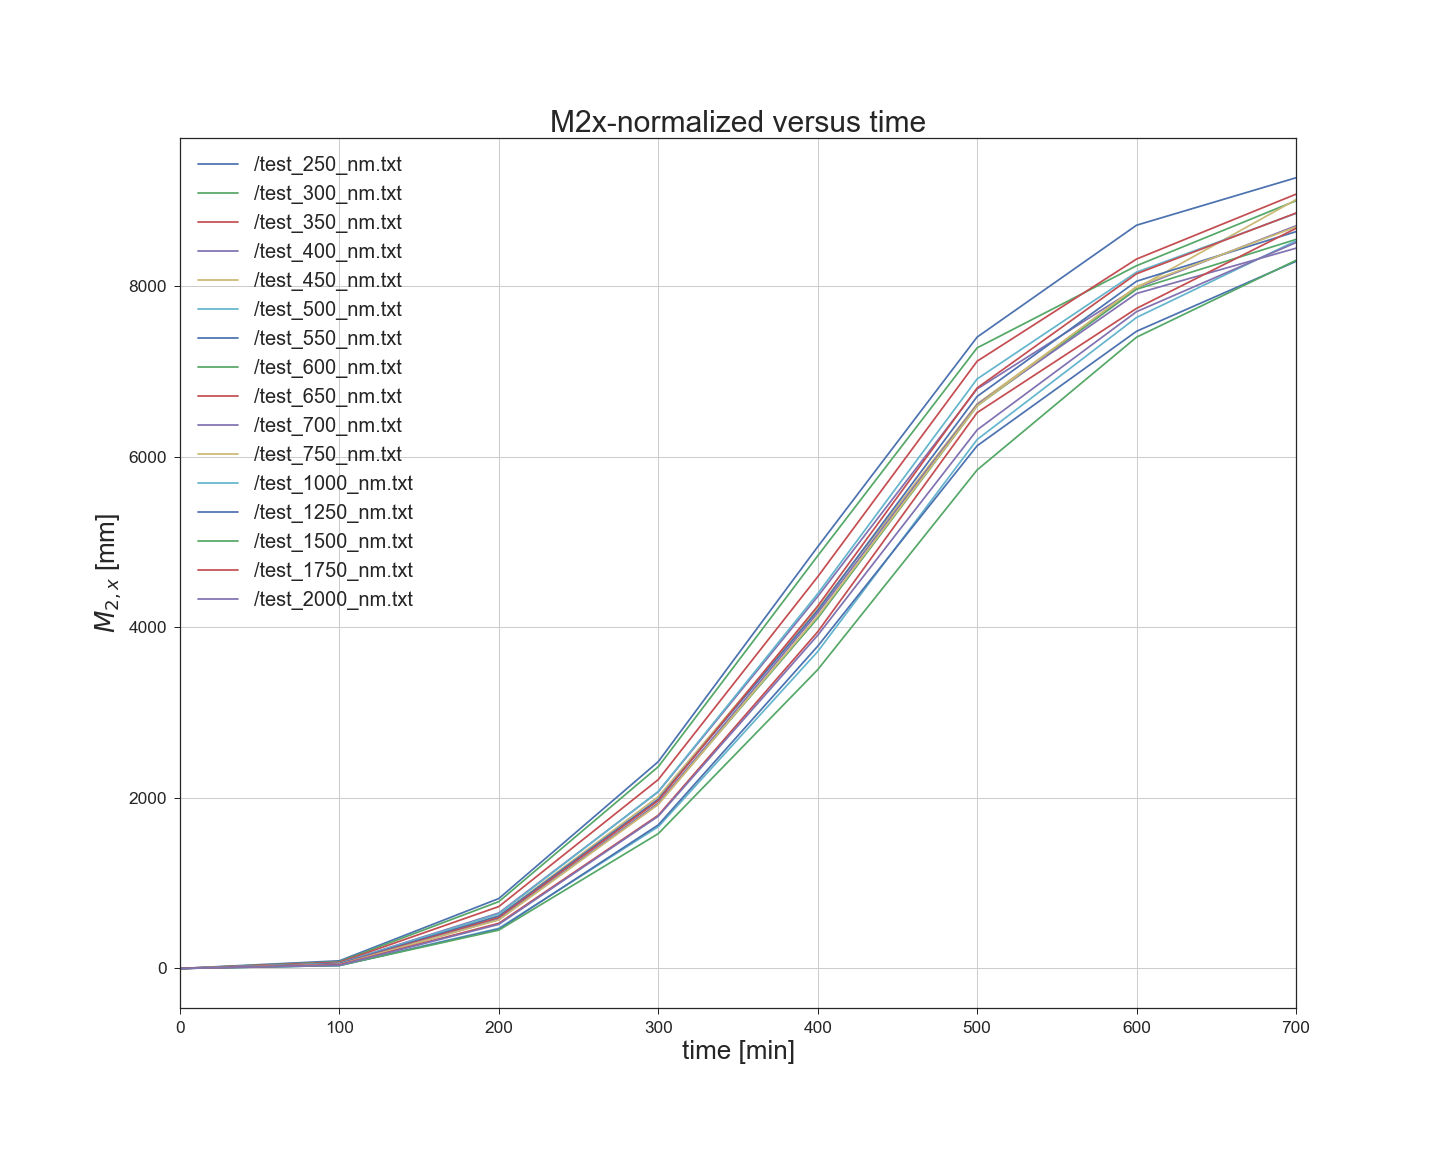 M2x-normalized versus time
/test_250_nm.txt
/test_300_nm.txt
/test_350_nm.txt
/test_400_nm.txt
/test_450_nm.txt
/test_500_nm.txt
/test_550_nm.txt
/test_600_nm.txt
/test_650_nm.txt
/test_700_nm.txt
/test_750_nm.txt
/test_1000_nm.txt
/test_1250_nm.txt
/test_1500_nm.txt
/test_1750_nm.txt
/test_2000_nm.txt
8000
6000
4000
2000
0
M2, x [mm]
0 100 200 300 400 500 600 700
time [min]